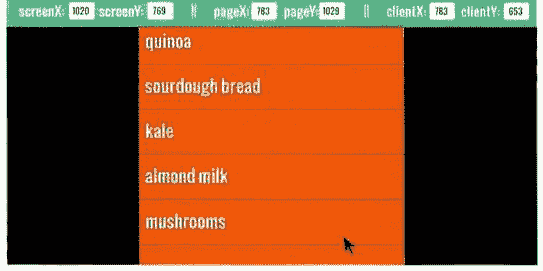 screenX: 1020 screenY: 769 || pageX: 783 pageY: 1029 || clientX: 783 clientY: 653
quinoa
sourdough bread
kale
almond milk
mushrooms